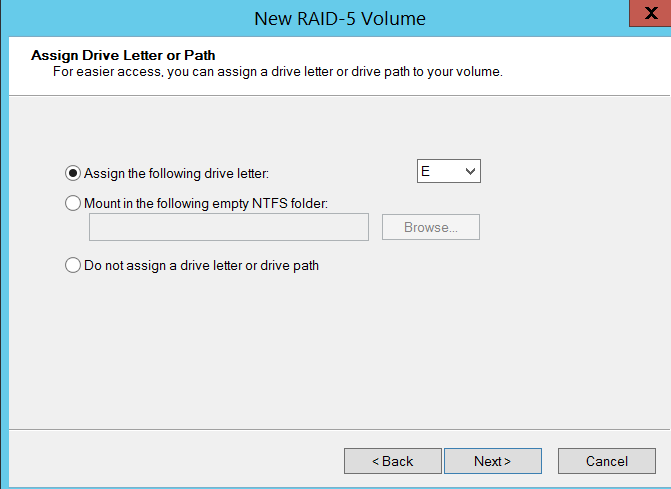 New RAID-5 Volume
X
Assign Drive Letter or Path
For easier access, you can assign a drive letter or drive path to your volume.
Assign the following drive letter:
E
Mount in the following empty NTFS folder:
Browse...
Do not assign a drive letter or drive path
< Back
Next >
Cancel